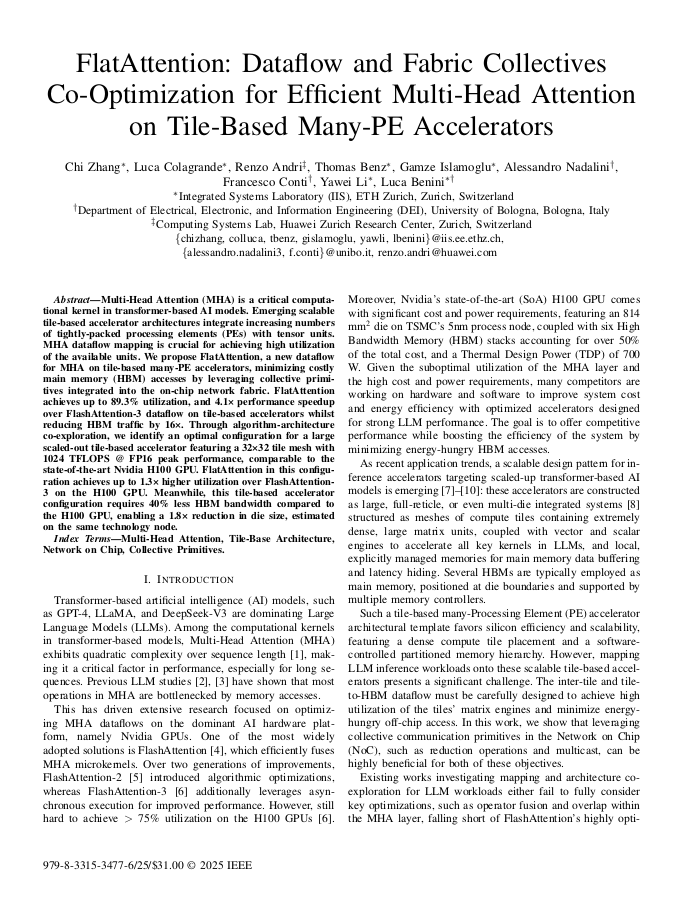 FlatAttention: Dataflow and Fabric Collectives
Co-Optimization for Efficient Multi-Head Attention
on Tile-Based Many-PE Accelerators
Chi Zhang∗, Luca Colagrande∗, Renzo Andri‡, Thomas Benz∗, Gamze Islamoglu∗, Alessandro Nadalini†,
Francesco Conti†, Yawei Li∗, Luca Benini∗†
∗Integrated Systems Laboratory (IIS), ETH Zurich, Zurich, Switzerland
†Department of Electrical, Electronic, and Information Engineering (DEI), University of Bologna, Bologna, Italy
‡Computing Systems Lab, Huawei Zurich Research Center, Zurich, Switzerland
{chizhang, colluca, tbenz, gislamoglu, yawli, lbenini}@iis.ee.ethz.ch,
{alessandro.nadalini3, f.conti}@unibo.it, renzo.andri@huawei.com
Abstract—Multi-Head Attention (MHA) is a critical computa-
tional kernel in transformer-based AI models. Emerging scalable
tile-based accelerator architectures integrate increasing numbers
of tightly-packed processing elements (PEs) with tensor units.
MHA dataflow mapping is crucial for achieving high utilization
of the available units. We propose FlatAttention, a new dataflow
for MHA on tile-based many-PE accelerators, minimizing costly
main memory (HBM) accesses by leveraging collective primi-
tives integrated into the on-chip network fabric. FlatAttention
achieves up to 89.3% utilization, and 4.1× performance speedup
over FlashAttention-3 dataflow on tile-based accelerators whilst
reducing HBM traffic by 16×. Through algorithm-architecture
co-exploration, we identify an optimal configuration for a large
scaled-out tile-based accelerator featuring a 32×32 tile mesh with
1024 TFLOPS @ FP16 peak performance, comparable to the
state-of-the-art Nvidia H100 GPU. FlatAttention in this configu-
ration achieves up to 1.3× higher utilization over FlashAttention-
3 on the H100 GPU. Meanwhile, this tile-based accelerator
configuration requires 40% less HBM bandwidth compared to
the H100 GPU, enabling a 1.8× reduction in die size, estimated
on the same technology node.
Index Terms—Multi-Head Attention, Tile-Base Architecture,
Network on Chip, Collective Primitives.
I. INTRODUCTION
Transformer-based artificial intelligence (AI) models, such
as GPT-4, LLaMA, and DeepSeek-V3 are dominating Large
Language Models (LLMs). Among the computational kernels
in transformer-based models, Multi-Head Attention (MHA)
exhibits quadratic complexity over sequence length [1], mak-
ing it a critical factor in performance, especially for long se-
quences. Previous LLM studies [2], [3] have shown that most
operations in MHA are bottlenecked by memory accesses.
This has driven extensive research focused on optimiz-
ing MHA dataflows on the dominant AI hardware plat-
form, namely Nvidia GPUs. One of the most widely
adopted solutions is FlashAttention [4], which efficiently fuses
MHA microkernels. Over two generations of improvements,
FlashAttention-2 [5] introduced algorithmic optimizations,
whereas FlashAttention-3 [6] additionally leverages asyn-
chronous execution for improved performance. However, still
hard to achieve > 75% utilization on the H100 GPUs [6].
Moreover, Nvidia's state-of-the-art (SoA) H100 GPU comes
with significant cost and power requirements, featuring an 814
mm² die on TSMC's 5nm process node, coupled with six High
Bandwidth Memory (HBM) stacks accounting for over 50%
of the total cost, and a Thermal Design Power (TDP) of 700
W. Given the suboptimal utilization of the MHA layer and
the high cost and power requirements, many competitors are
working on hardware and software to improve system cost
and energy efficiency with optimized accelerators designed
for strong LLM performance. The goal is to offer competitive
performance while boosting the efficiency of the system by
minimizing energy-hungry HBM accesses.
As recent application trends, a scalable design pattern for in-
ference accelerators targeting scaled-up transformer-based AI
models is emerging [7]–[10]: these accelerators are constructed
as large, full-reticle, or even multi-die integrated systems [8]
structured as meshes of compute tiles containing extremely
dense, large matrix units, coupled with vector and scalar
engines to accelerate all key kernels in LLMs, and local,
explicitly managed memories for main memory data buffering
and latency hiding. Several HBMs are typically employed as
main memory, positioned at die boundaries and supported by
multiple memory controllers.
Such a tile-based many-Processing Element (PE) accelerator
architectural template favors silicon efficiency and scalability,
featuring a dense compute tile placement and a software-
controlled partitioned memory hierarchy. However, mapping
LLM inference workloads onto these scalable tile-based accel-
erators presents a significant challenge. The inter-tile and tile-
to-HBM dataflow must be carefully designed to achieve high
utilization of the tiles' matrix engines and minimize energy-
hungry off-chip access. In this work, we show that leveraging
collective communication primitives in the Network on Chip
(NoC), such as reduction operations and multicast, can be
highly beneficial for both of these objectives.
Existing works investigating mapping and architecture co-
exploration for LLM workloads either fail to fully consider
key optimizations, such as operator fusion and overlap within
the MHA layer, falling short of FlashAttention's highly opti-
979-8-3315-3477-6/25/$31.00 © 2025 IEEE